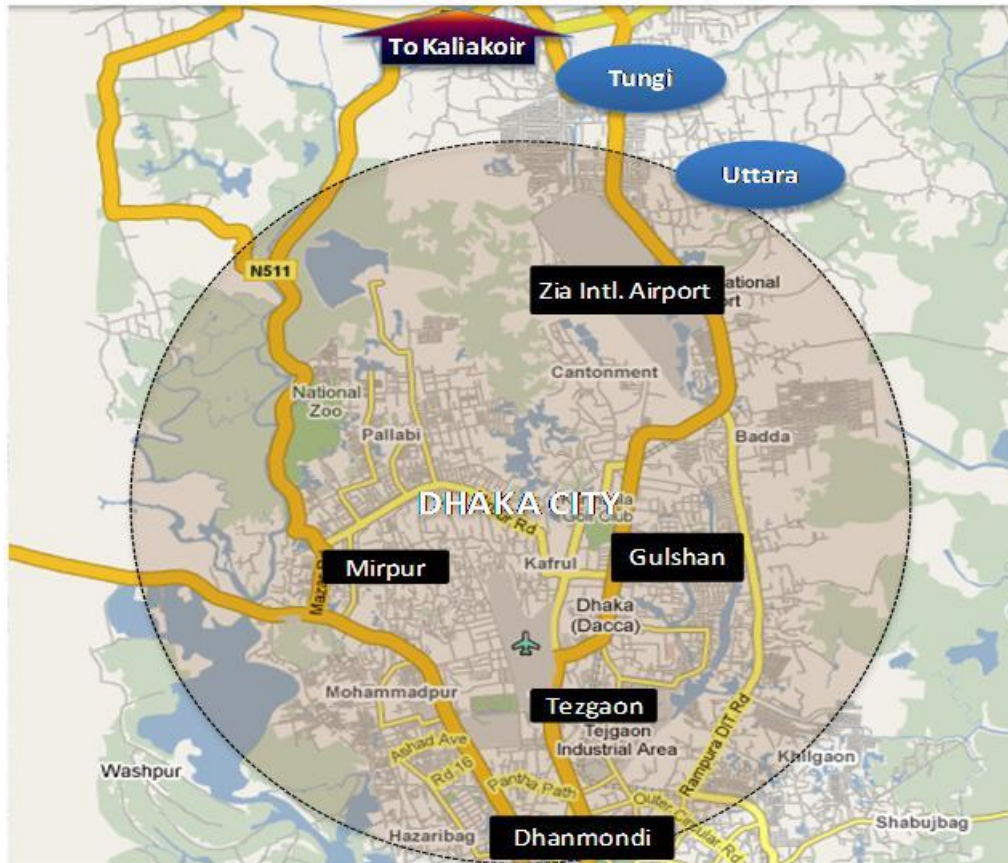 To Kaliakoir
Tungi
Uttara
N511
Zia Intl. Airport
Cantonment
National
Zoo
Pallabi
Badda
DHAKA CITY
Mirpur
Kafrul
Gulshan
Dhaka
(Dacca)
Mohammadpur
Tezgaon
Tejgaon
Industrial Area
Rampura DIT Rd
Khilgaon
Washpur
Ashad Ave
Rd 16
Pantha Path
Outer Circular Rd
Shabujbag
Hazaribag
Dhanmondi